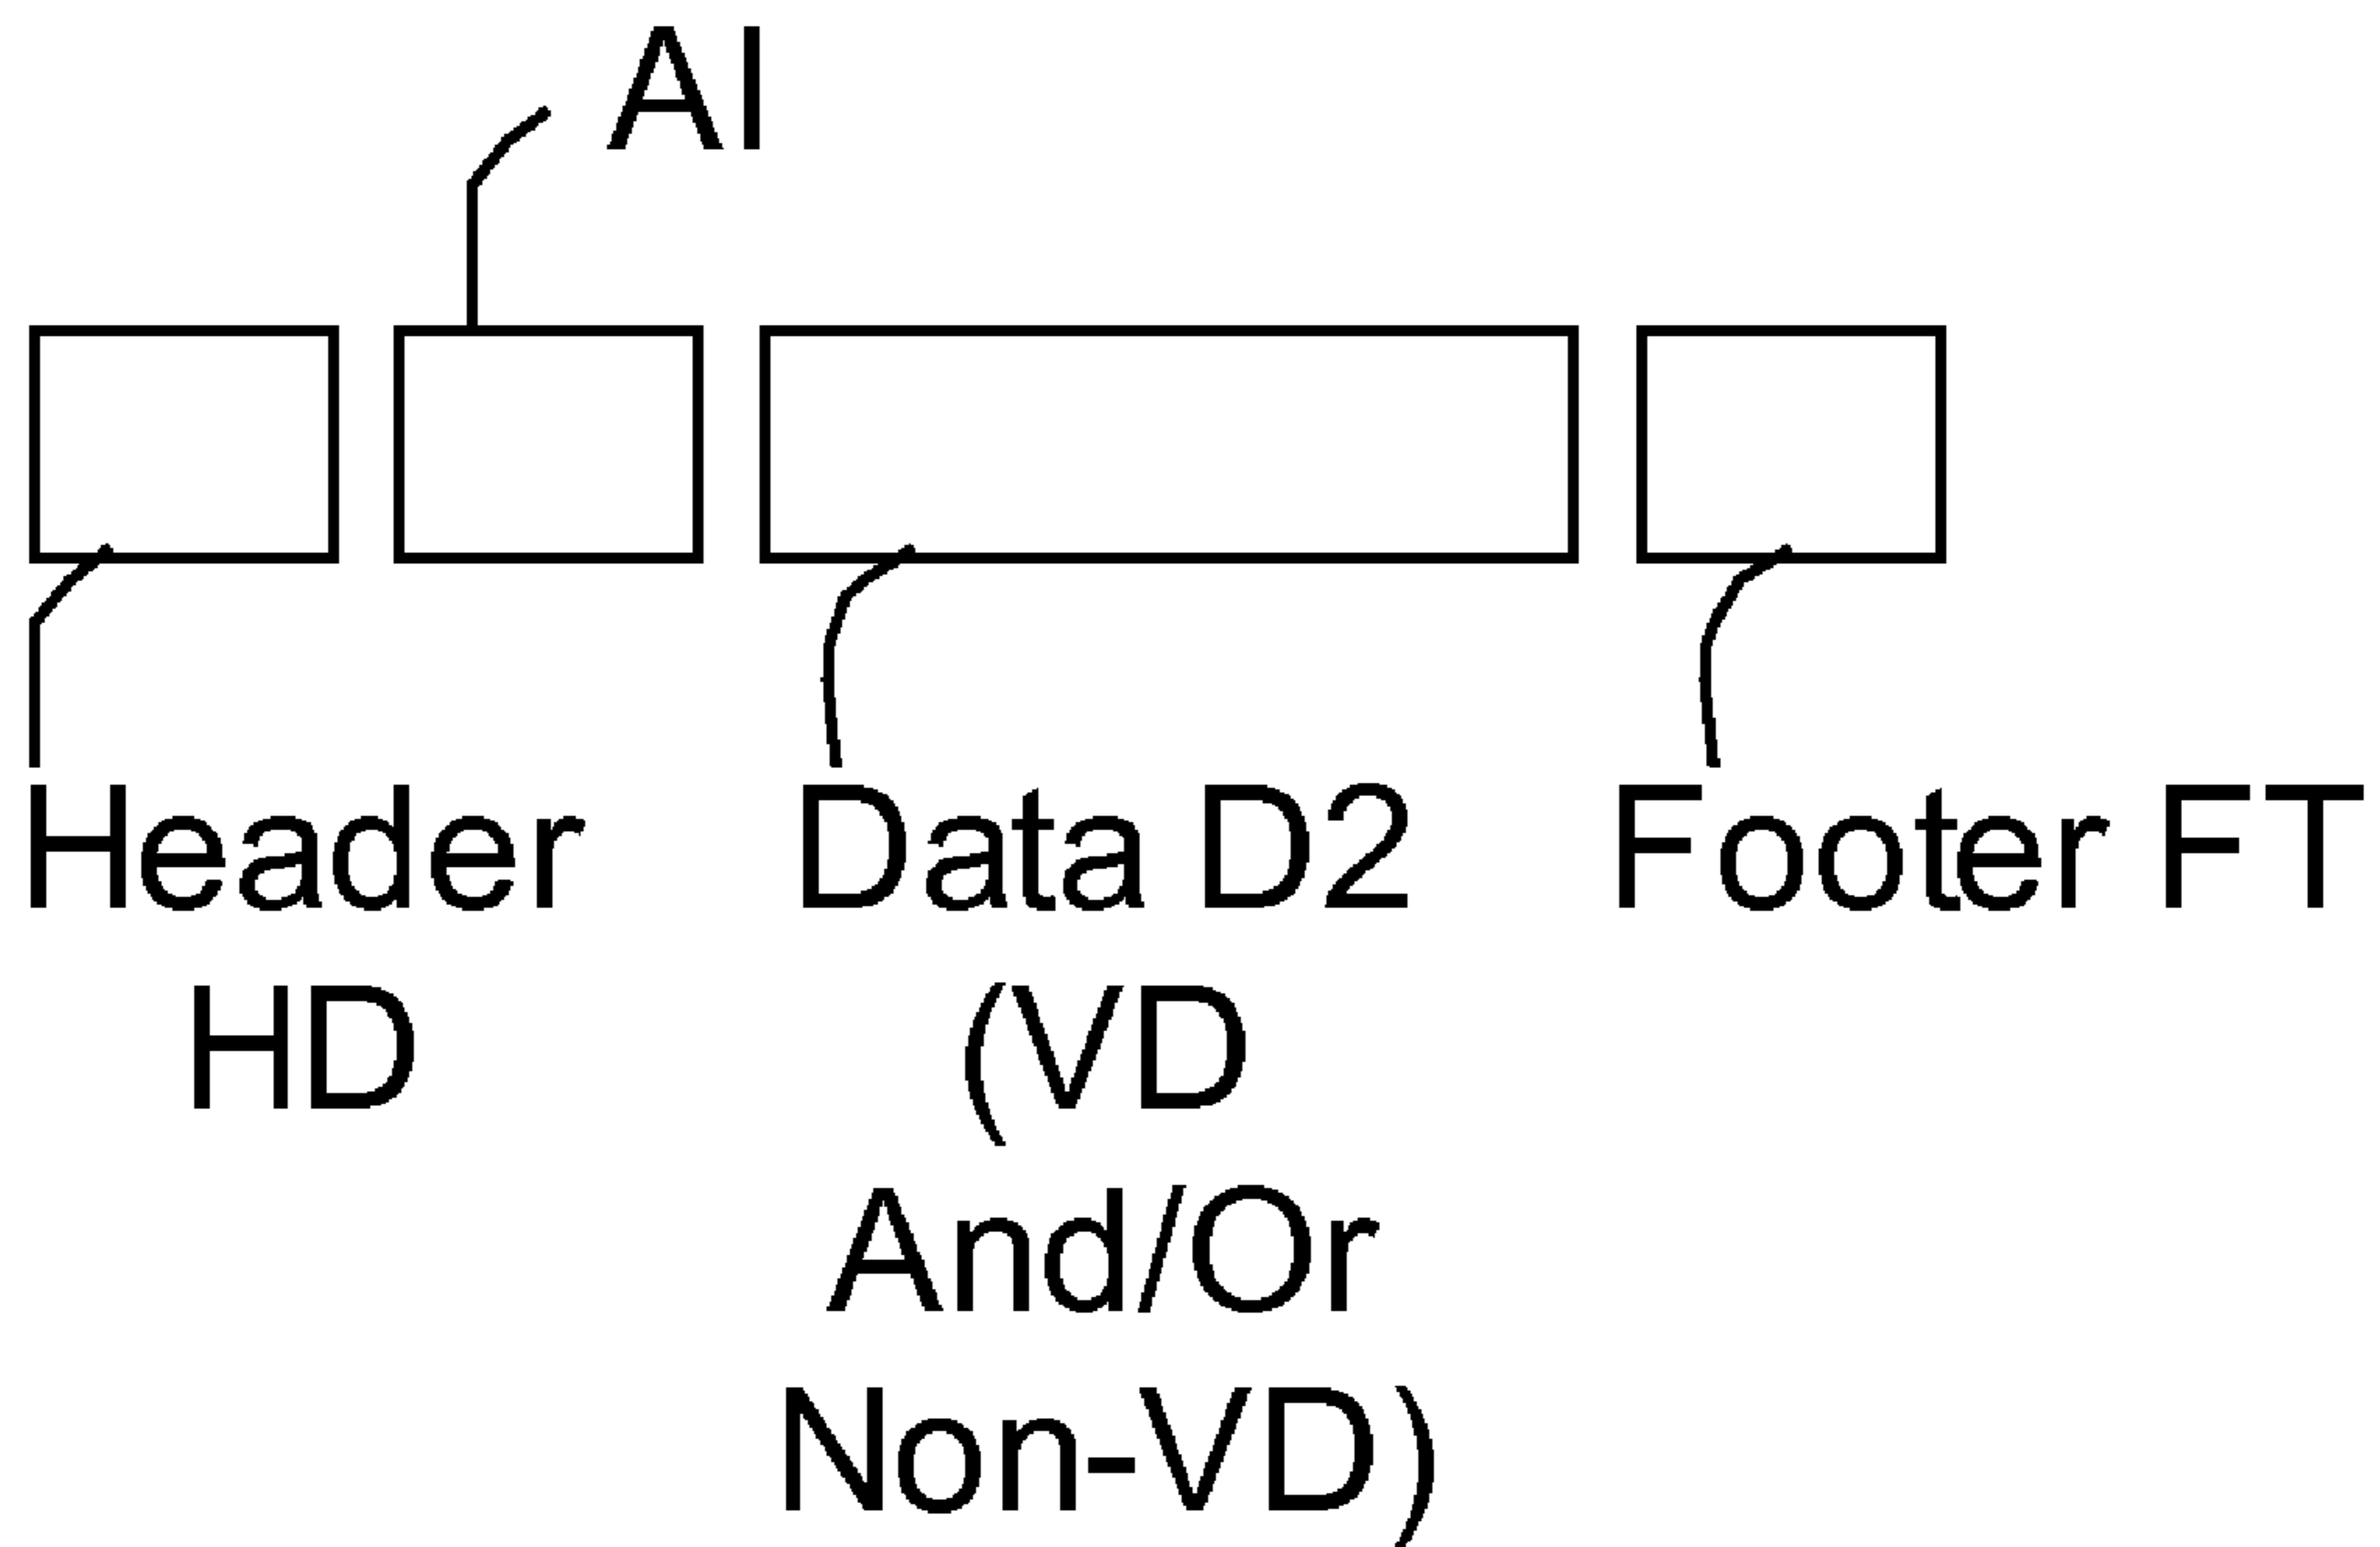 AI
Header
HD
Data D2
(VD
And/Or
Non-VD)
Footer FT